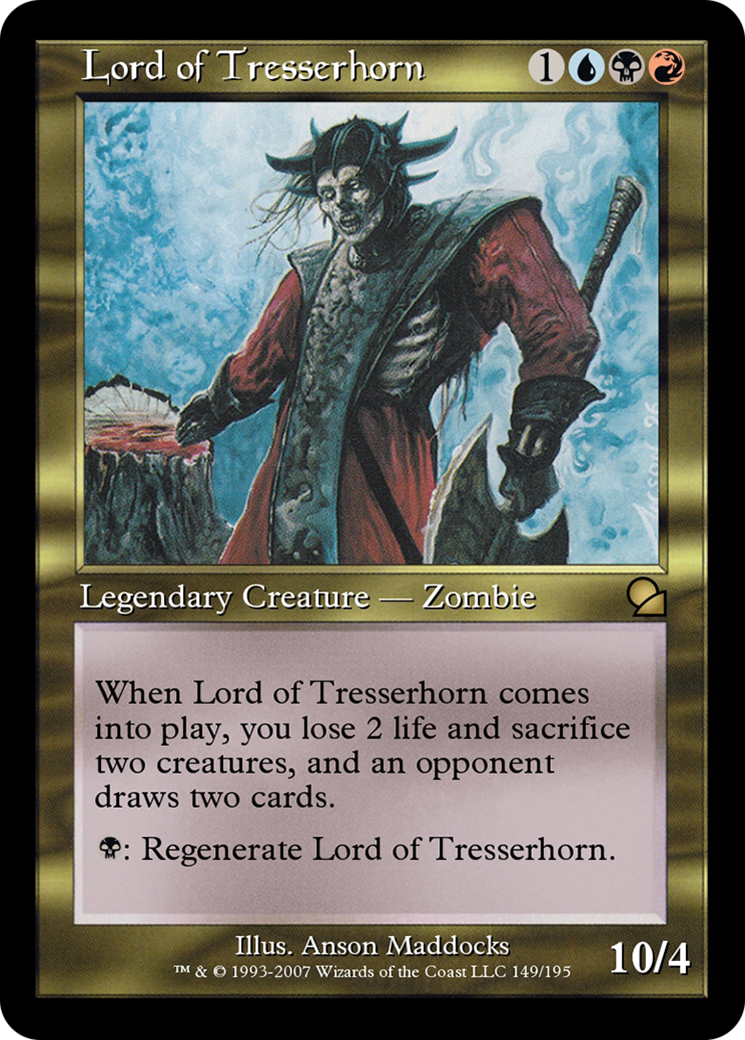 Lord of Tresserhorn 1
Legendary Creature — Zombie
When Lord of Tresserhorn comes
into play, you lose 2 life and sacrifice
two creatures, and an opponent
draws two cards.
: Regenerate Lord of Tresserhorn.
Illus. Anson Maddocks
™ & © 1993-2007 Wizards of the Coast LLC 149/195
10/4